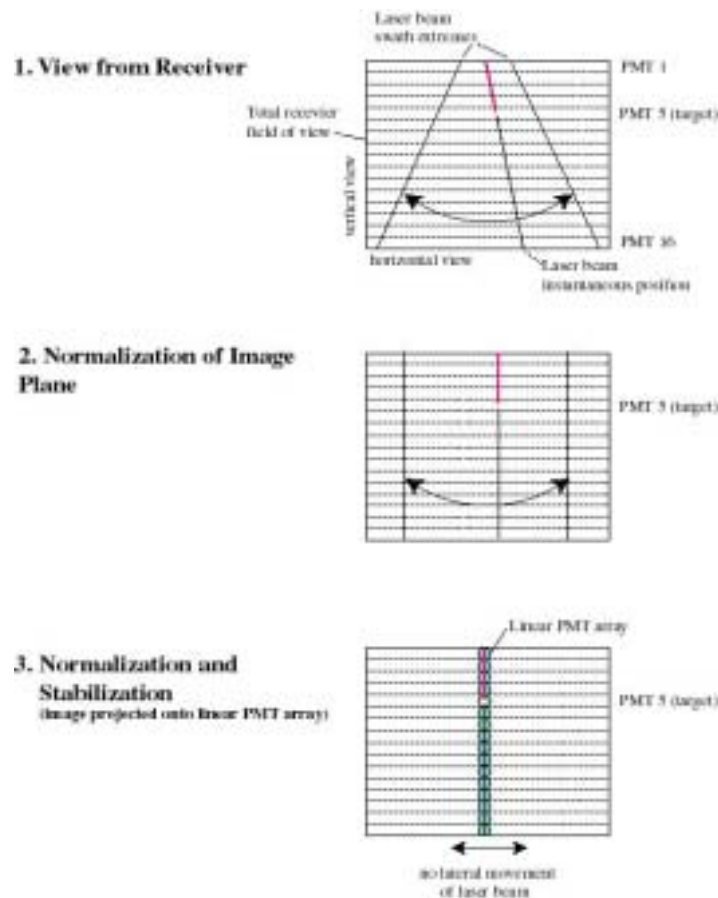 Laser beam
swath extremes
1. View from Receiver
PMT 1
Total recevier
field of view
PMT 5 (target)
vertical view
PMT 16
horizontal view
Laser beam
instantaneous position
2. Normalization of Image
Plane
PMT 5 (target)
Linear PMT array
3. Normalization and
Stabilization
(image projected onto linear PMT array)
PMT 5 (target)
no lateral movement
of laser beam